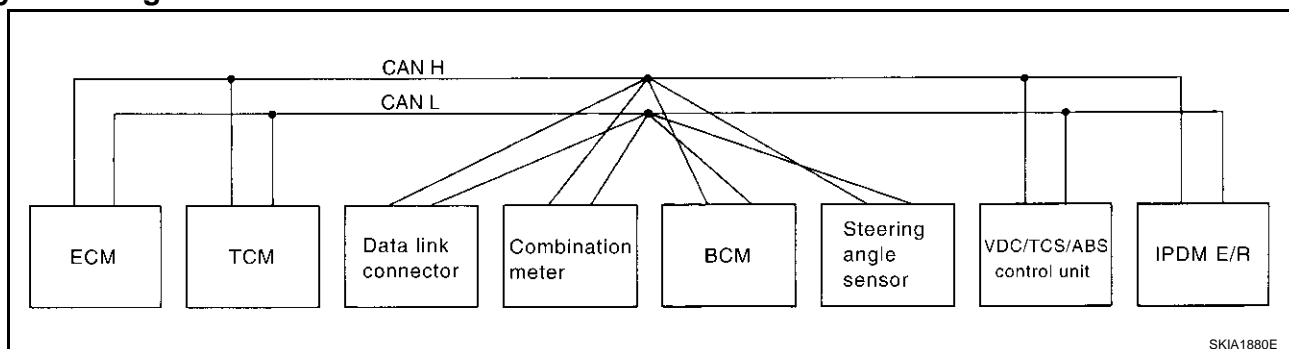 CAN H
CAN L
ECM
TCM
Data link
connector
Combination
meter
BCM
Steering
angle
sensor
VDC/TCS/ABS
control unit
IPDM E/R
SKIA1880E